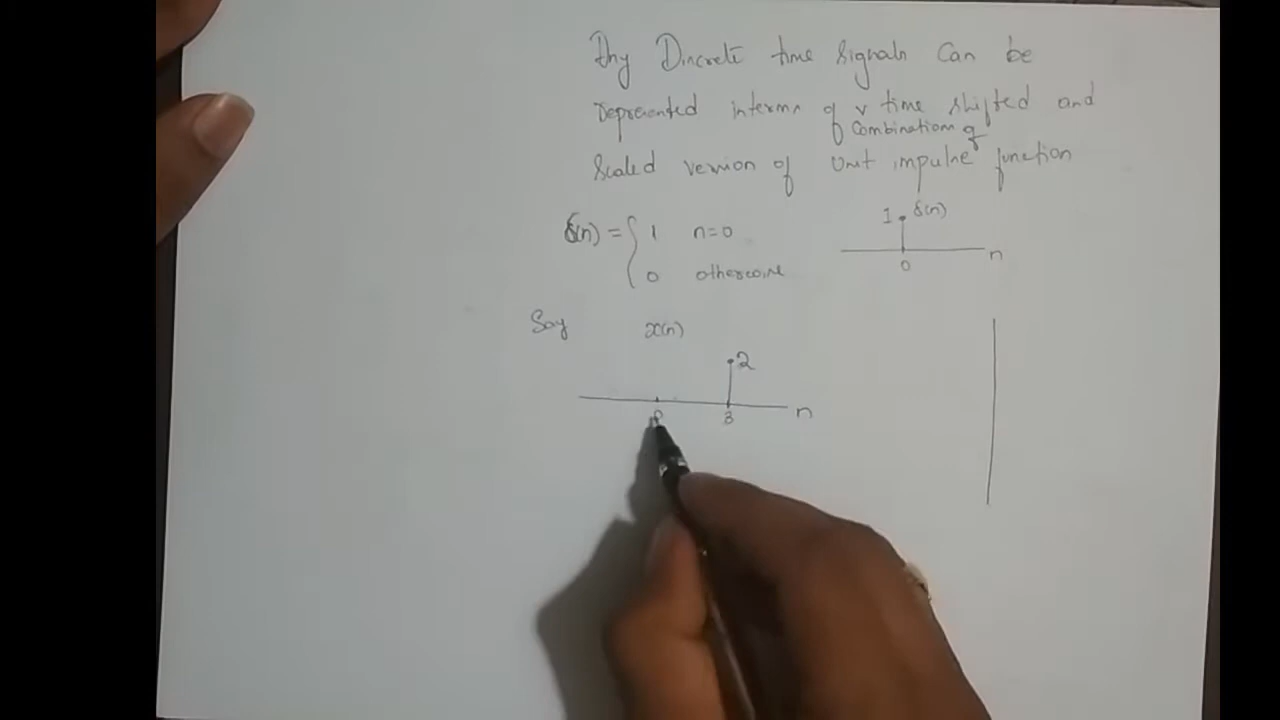 Any Discrete time Signals Can be
represented interms of v time shifted and
Combination of
Scaled version of Unit impulse function
δ(n) = { 1 n=0
0 otherwise
1 δ(n)
0 n
Say x(n)
2
0 3 n